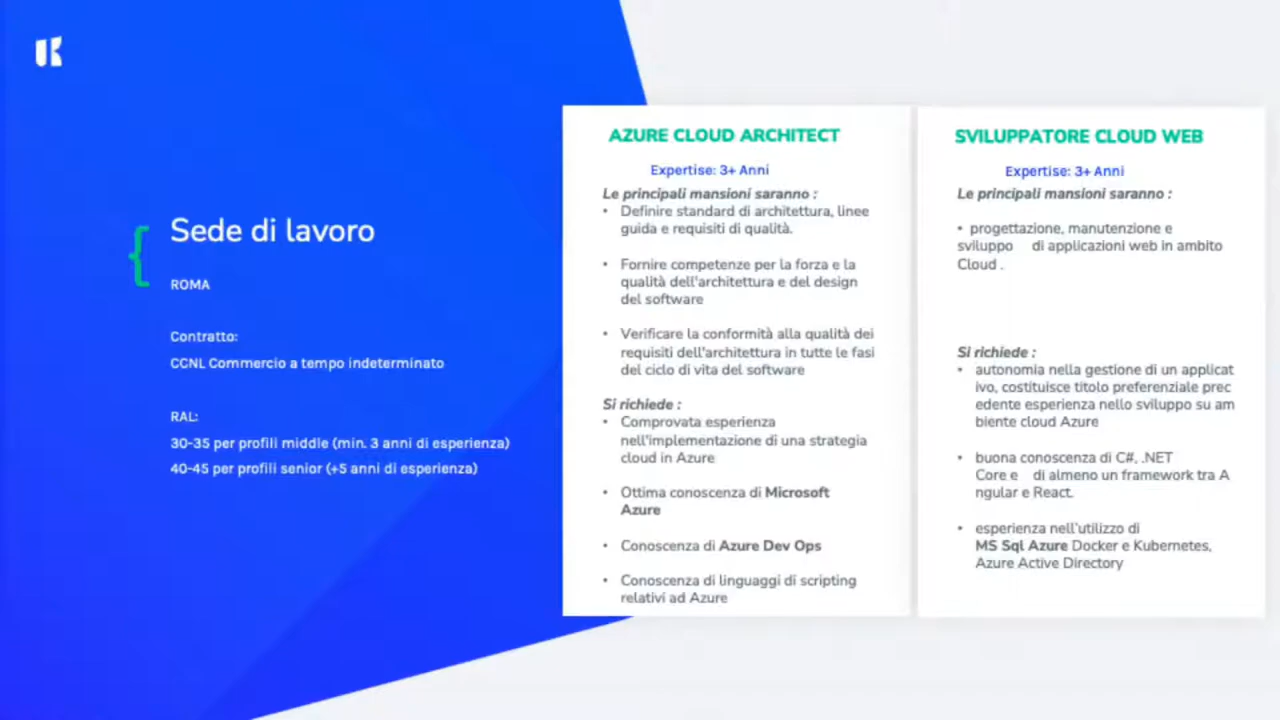 Sede di lavoro
ROMA
Contratto:
CCNL Commercio a tempo indeterminato
RAL:
30-35 per profili middle (min. 3 anni di esperienza)
40-45 per profili senior (+5 anni di esperienza)
AZURE CLOUD ARCHITECT
Expertise: 3+ Anni
Le principali mansioni saranno :
• Definire standard di architettura, linee
guida e requisiti di qualità.
• Fornire competenze per la forza e la
qualità dell'architettura e del design
del software
• Verificare la conformità alla qualità dei
requisiti dell'architettura in tutte le fasi
del ciclo di vita del software
Si richiede :
• Comprovata esperienza
nell'implementazione di una strategia
cloud in Azure
• Ottima conoscenza di Microsoft
Azure
• Conoscenza di Azure Dev Ops
• Conoscenza di linguaggi di scripting
relativi ad Azure
SVILUPPATORE CLOUD WEB
Expertise: 3+ Anni
Le principali mansioni saranno :
• progettazione, manutenzione e
sviluppo di applicazioni web in ambito
Cloud .
Si richiede :
• autonomia nella gestione di un applicat
ivo, costituisce titolo preferenziale prec
edente esperienza nello sviluppo su am
biente cloud Azure
• buona conoscenza di C#, .NET
Core e di almeno un framework tra A
ngular e React.
• esperienza nell'utilizzo di
MS Sql Azure Docker e Kubernetes,
Azure Active Directory